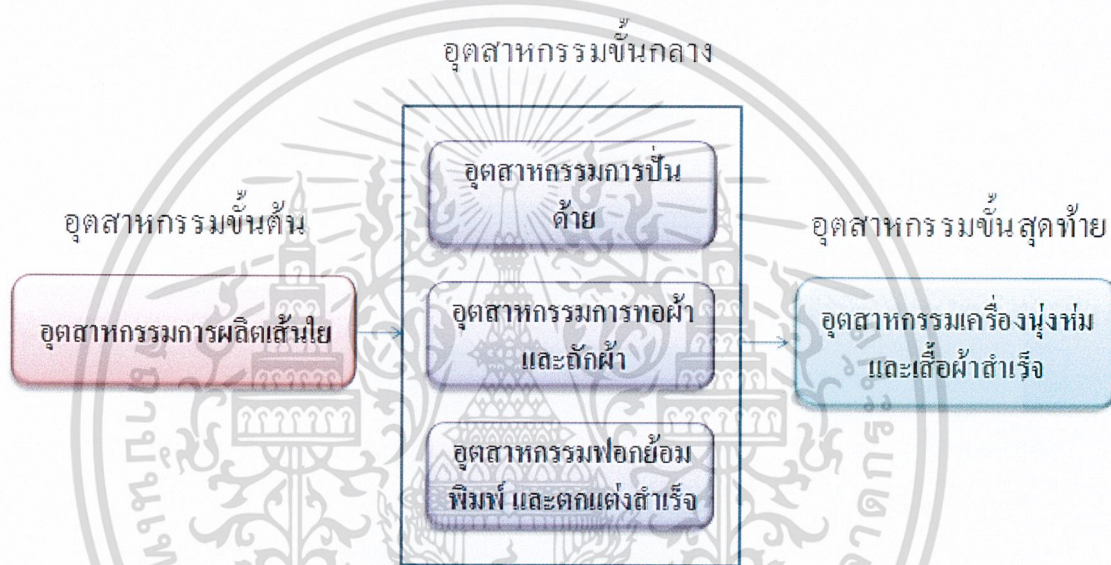 อุตสาหกรรมขั้นกลาง
อุตสาหกรรมขั้นต้น
อุตสาหกรรมการผลิตเส้นใย
อุตสาหกรรมการปั่น
ด้าย
อุตสาหกรรมการทอผ้า
และถักผ้า
อุตสาหกรรมฟอกย้อม
พิมพ์ และตกแต่งสำเร็จ
อุตสาหกรรมขั้นสุดท้าย
อุตสาหกรรมเครื่องนุ่งห่ม
และเสื้อผ้าสำเร็จ